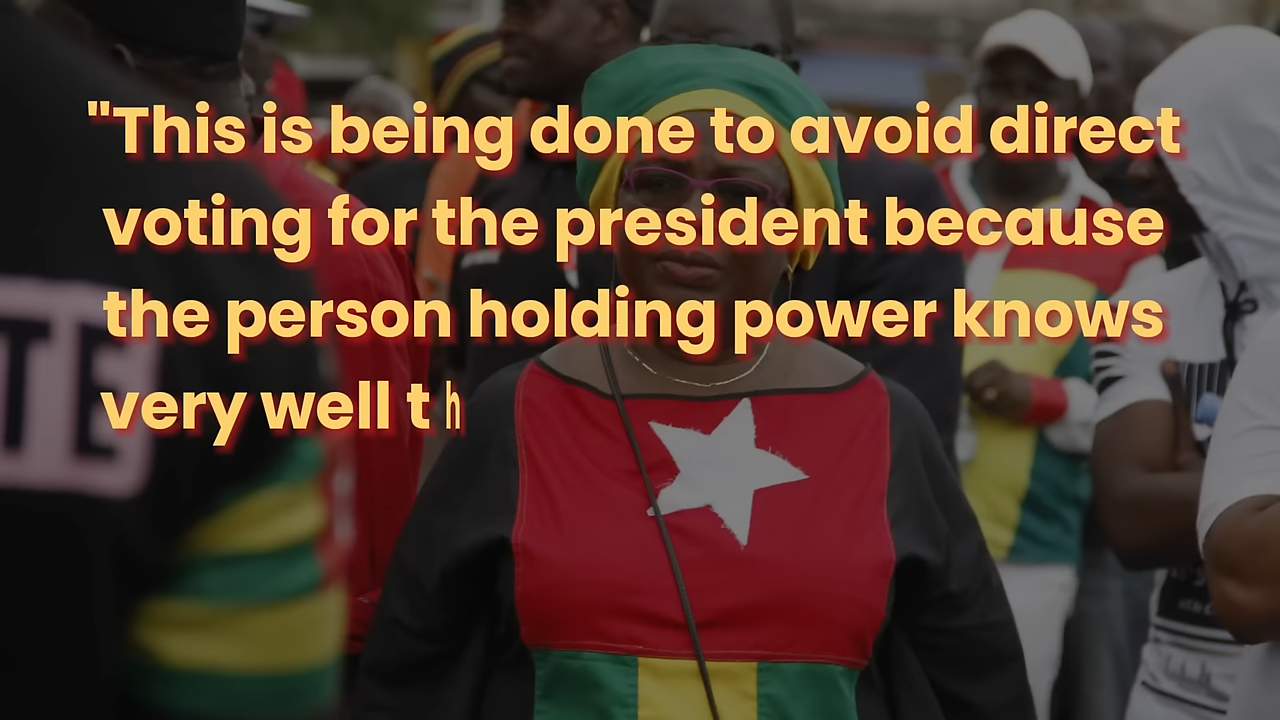 "This is being done to avoid direct
voting for the president because
the person holding power knows
very well t h
TE